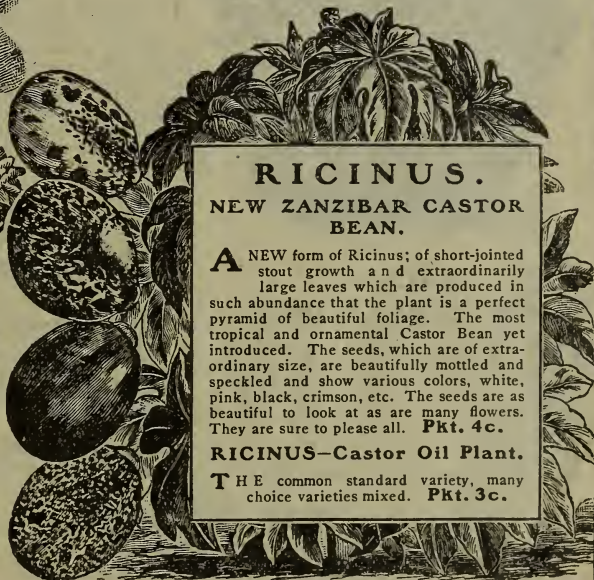 RICINUS.
NEW ZANZIBAR CASTOR
BEAN.
A NEW form of Ricinus; of short-jointed
stout growth and extraordinarily
large leaves which are produced in
such abundance that the plant is a perfect
pyramid of beautiful foliage. The most
tropical and ornamental Castor Bean yet
introduced. The seeds, which are of extra-
ordinary size, are beautifully mottled and
speckled and show various colors, white,
pink, black, crimson, etc. The seeds are as
beautiful to look at as are many flowers.
They are sure to please all. Pkt. 4c.
RICINUS—Castor Oil Plant.
THE common standard variety, many
choice varieties mixed. Pkt. 3c.